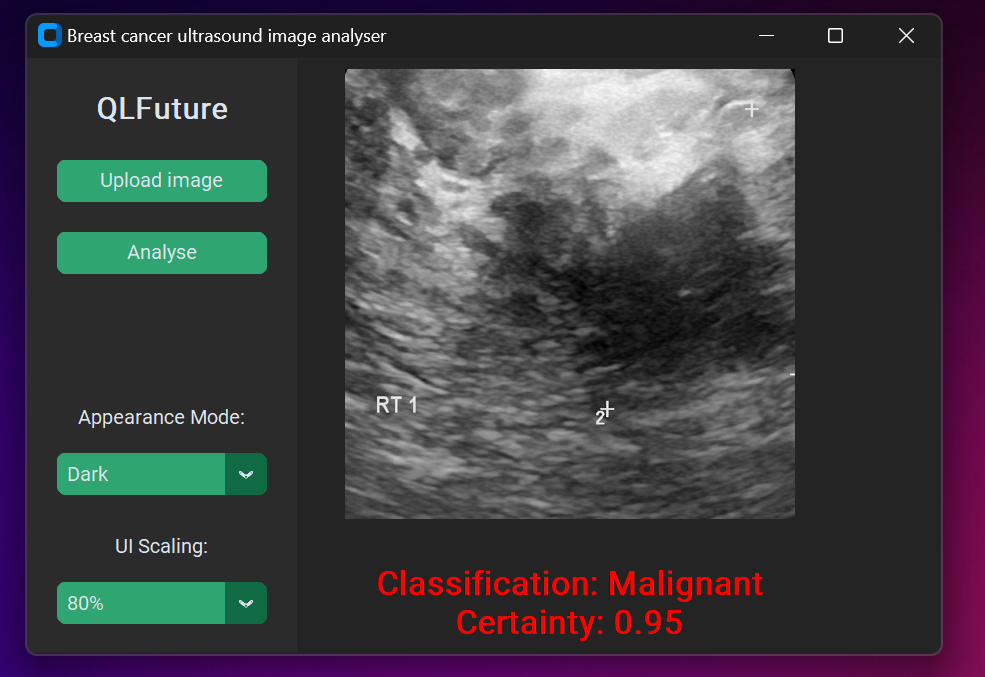 Breast cancer ultrasound image analyser
QLFuture
Upload image
Analyse
Appearance Mode:
Dark
UI Scaling:
80%
RT 1
2
Classification: Malignant
Certainty: 0.95